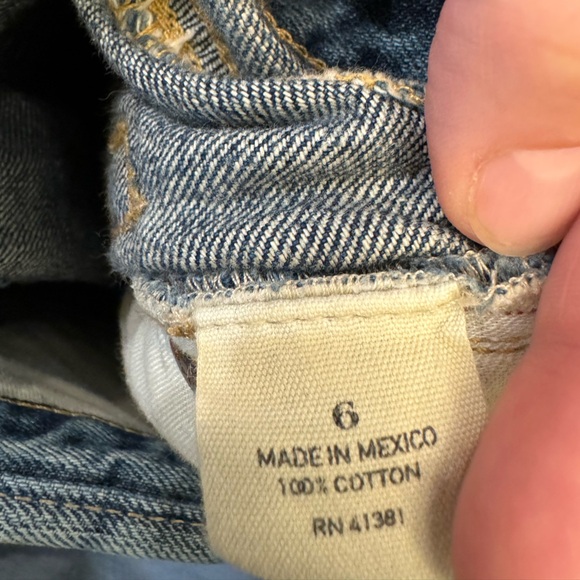 6
MADE IN MEXICO
100% COTTON
RN 41381